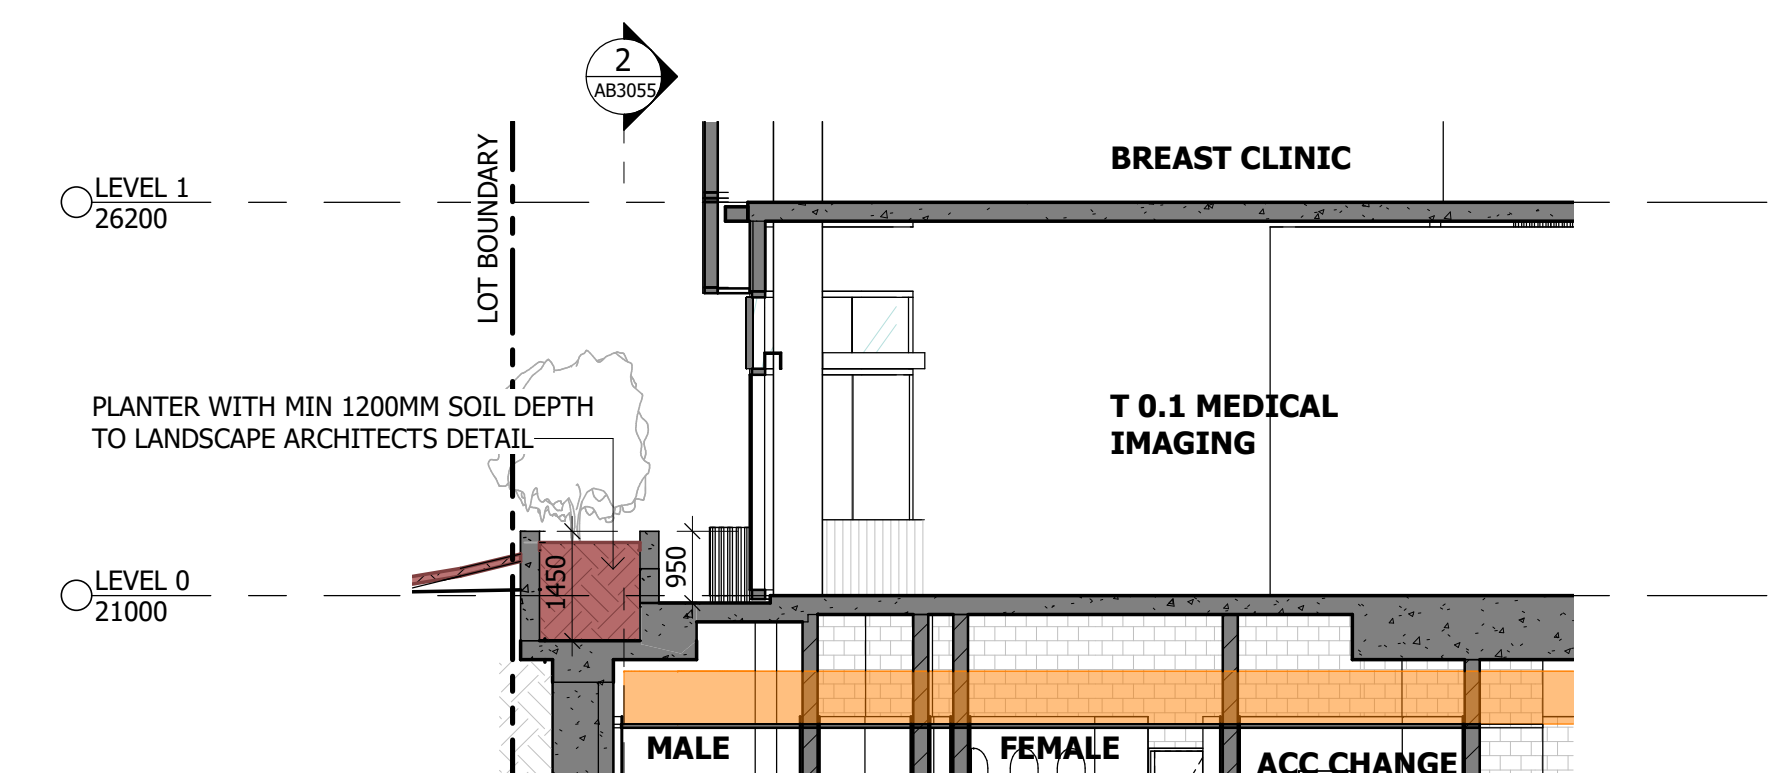 2
AB3055
LOT BOUNDARY
BREAST CLINIC
LEVEL 1
26200
PLANTER WITH MIN 1200MM SOIL DEPTH
TO LANDSCAPE ARCHITECTS DETAIL
T 0.1 MEDICAL
IMAGING
1450
950
LEVEL 0
21000
MALE
FEMALE
ACC CHANGE